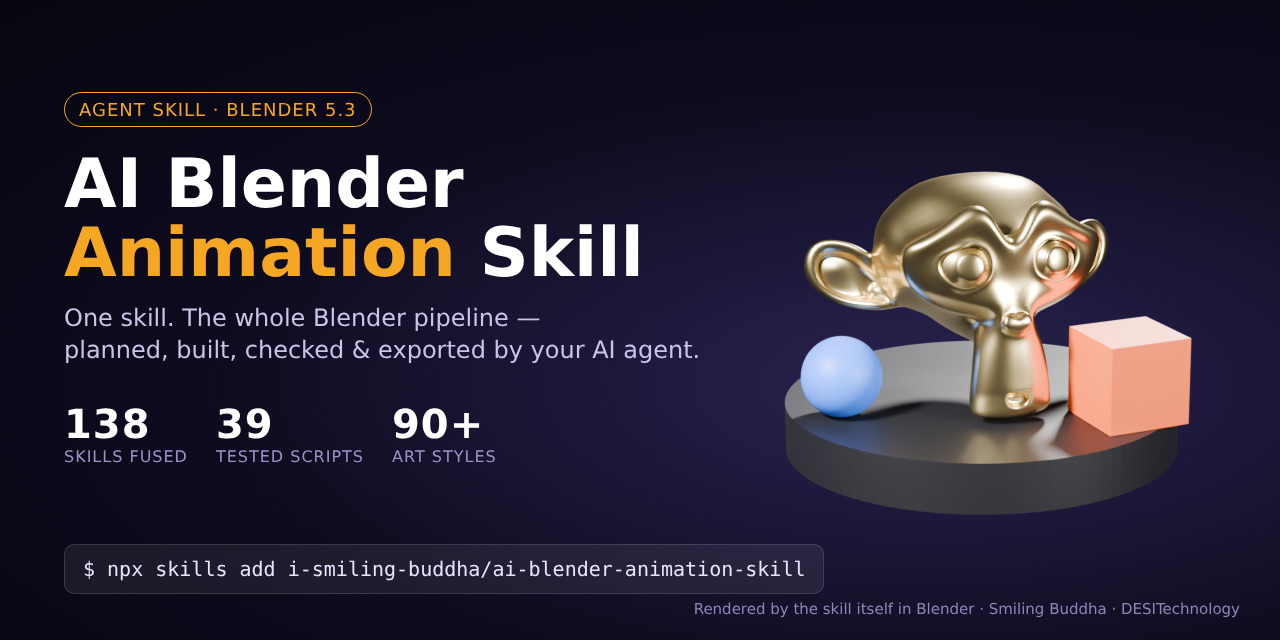 AGENT SKILL · BLENDER 5.3
AI Blender
Animation Skill
One skill. The whole Blender pipeline —
planned, built, checked & exported by your AI agent.
138
SKILLS FUSED
39
TESTED SCRIPTS
90+
ART STYLES
$ npx skills add i-smiling-buddha/ai-blender-animation-skill
Rendered by the skill itself in Blender · Smiling Buddha · DESITechnology